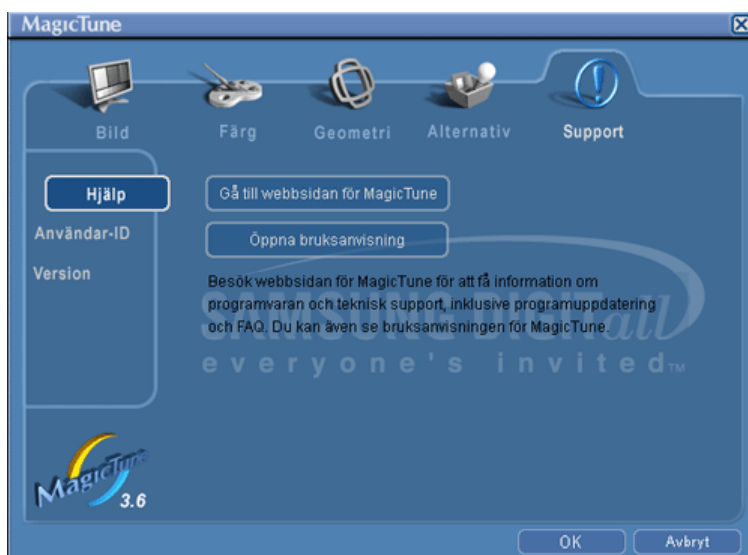 MagicTune
Bild
Färg
Geometri
Alternativ
Support
Hjälp
Användar-ID
Version
Gå till webbsidan för MagicTune
Öppna bruksanvisning
Besök webbsidan för MagicTune för att få information om
programvaran och teknisk support, inklusive programuppdatering
och FAQ. Du kan även se bruksanvisningen för MagicTune.
SAMSUNG DIGITall
everyone's invited™
MagicTune
3.6
OK
Avbryt